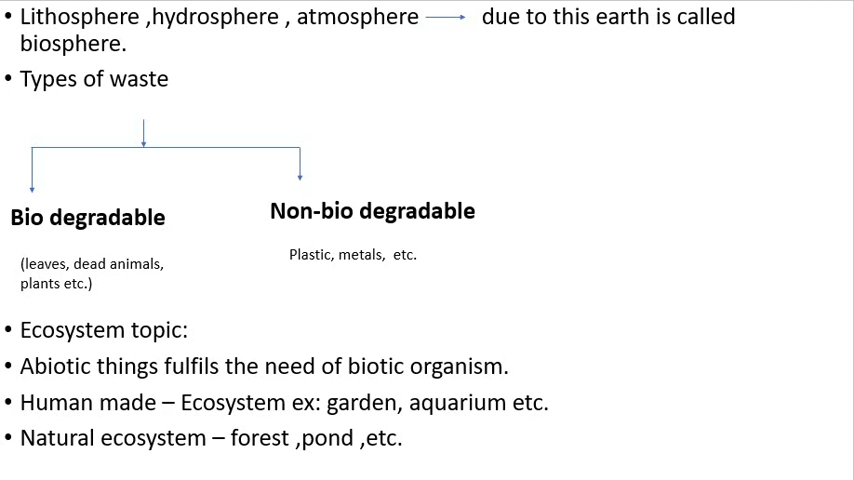 • Lithosphere ,hydrosphere , atmosphere → due to this earth is called
biosphere.
• Types of waste
Bio degradable
Non-bio degradable
(leaves, dead animals,
plants etc.)
Plastic, metals, etc.
• Ecosystem topic:
• Abiotic things fulfils the need of biotic organism.
• Human made – Ecosystem ex: garden, aquarium etc.
• Natural ecosystem – forest ,pond ,etc.